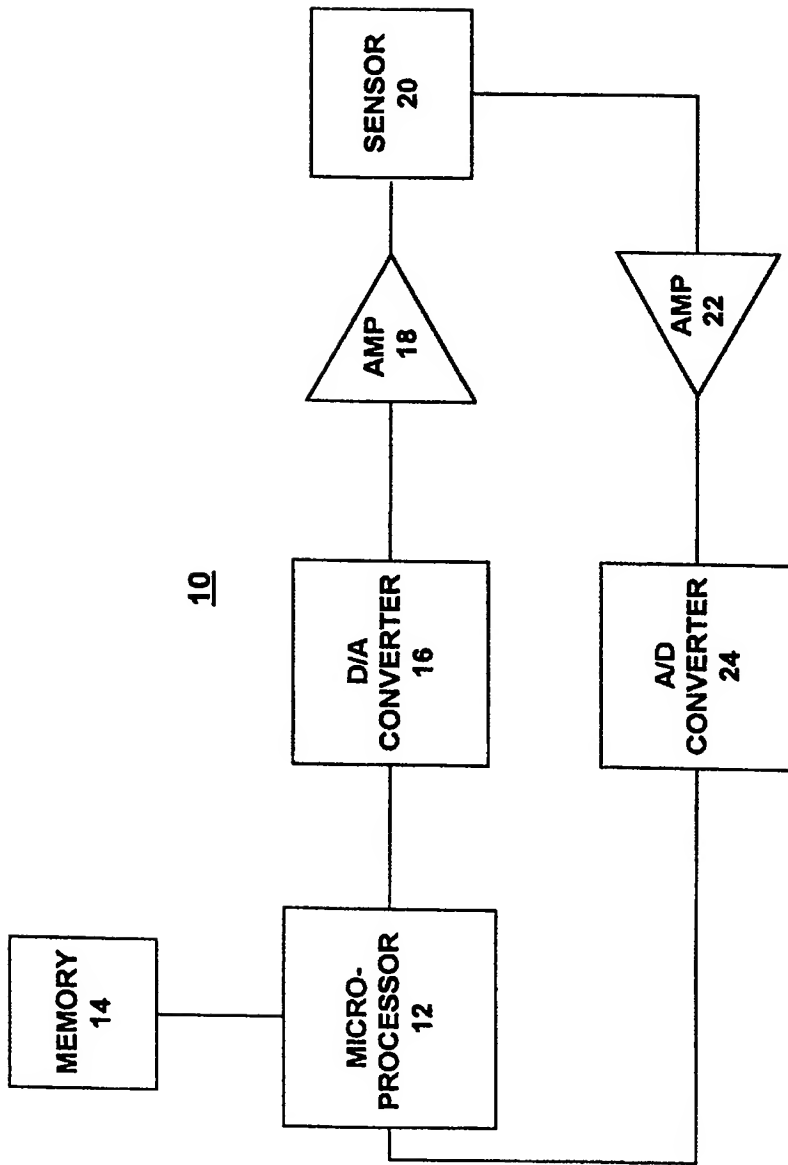 10
MEMORY
14
MICRO-
PROCESSOR
12
D/A
CONVERTER
16
AMP
18
SENSOR
20
AMP
22
A/D
CONVERTER
24